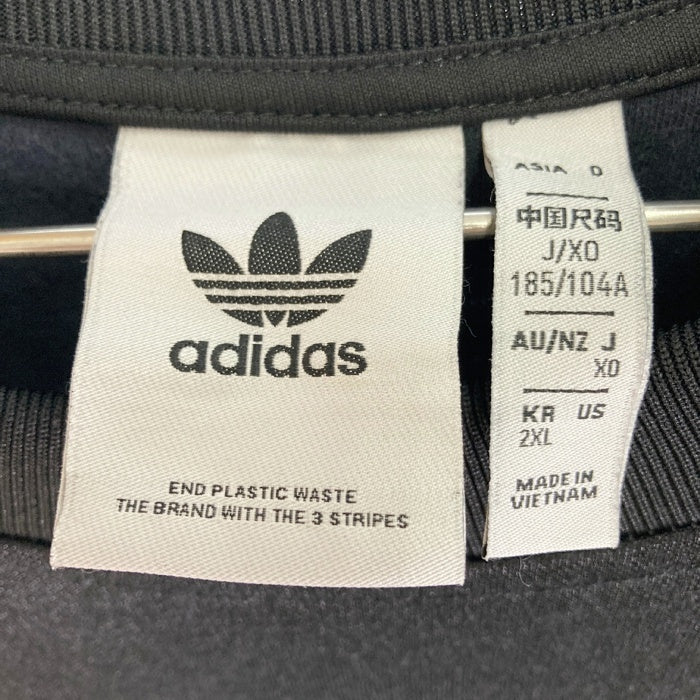 adidas
END PLASTIC WASTE
THE BRAND WITH THE 3 STRIPES
ASIA D
中国尺码
J/XO
185/104A
AU/NZ J
XO
KR US
2XL
MADE IN
VIETNAM